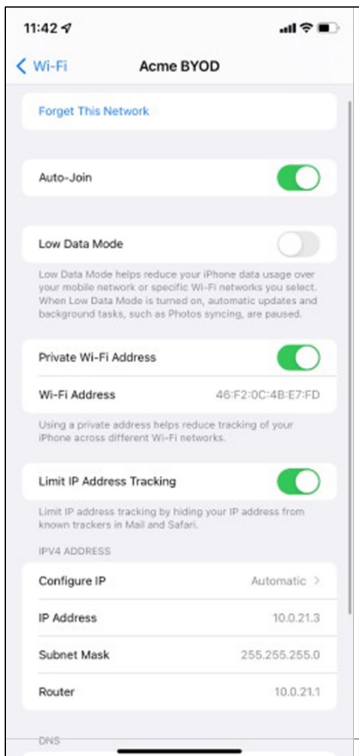 11:42
Wi-Fi
Acme BYOD
Forget This Network
Auto-Join
Low Data Mode
Low Data Mode helps reduce your iPhone data usage over
your mobile network or specific Wi-Fi networks you select.
When Low Data Mode is turned on, automatic updates and
background tasks, such as Photos syncing, are paused.
Private Wi-Fi Address
Wi-Fi Address 46:F2:0C:4B:E7:FD
Using a private address helps reduce tracking of your
iPhone across different Wi-Fi networks.
Limit IP Address Tracking
Limit IP address tracking by hiding your IP address from
known trackers in Mail and Safari.
IPV4 ADDRESS
Configure IP Automatic
IP Address 10.0.21.3
Subnet Mask 255.255.255.0
Router 10.0.21.1
DNS